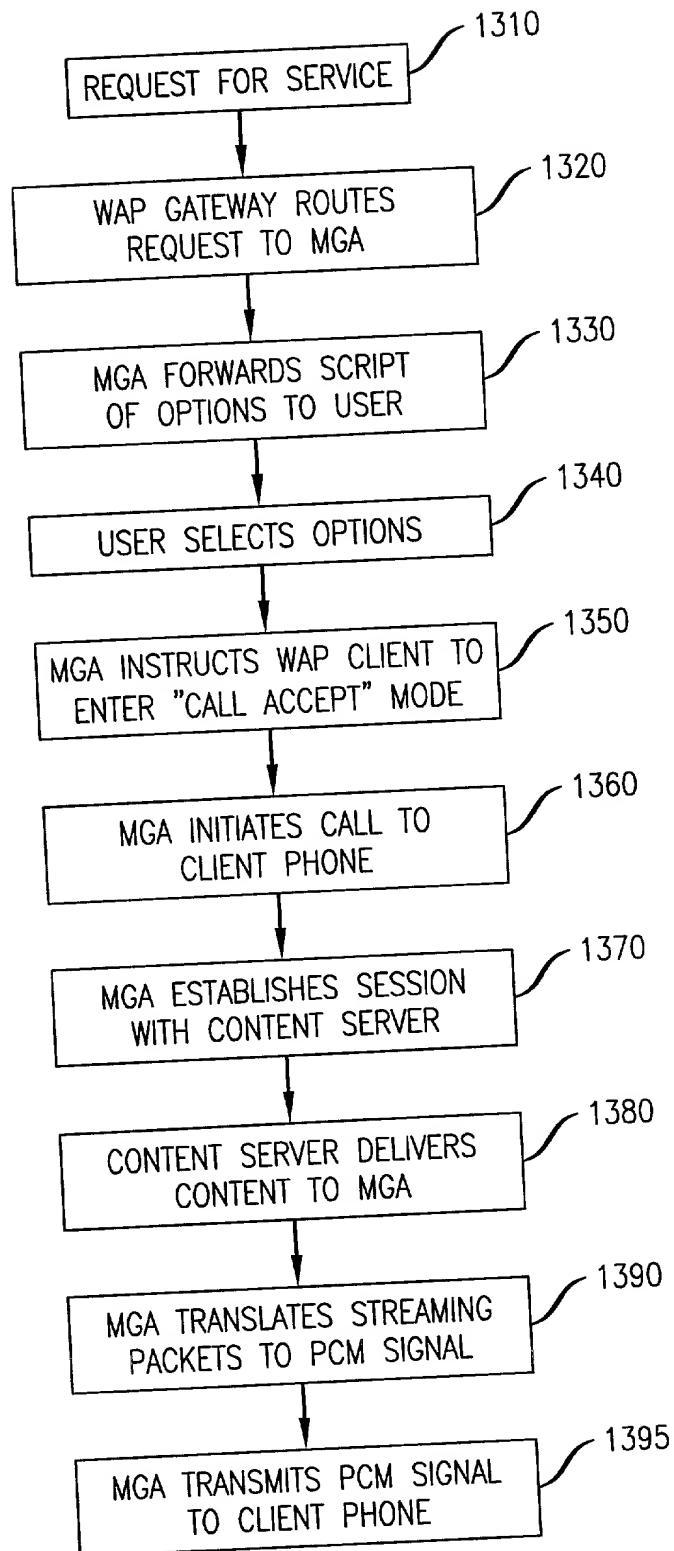 1310
REQUEST FOR SERVICE
1320
WAP GATEWAY ROUTES
REQUEST TO MGA
1330
MGA FORWARDS SCRIPT
OF OPTIONS TO USER
1340
USER SELECTS OPTIONS
1350
MGA INSTRUCTS WAP CLIENT TO
ENTER "CALL ACCEPT" MODE
1360
MGA INITIATES CALL TO
CLIENT PHONE
1370
MGA ESTABLISHES SESSION
WITH CONTENT SERVER
1380
CONTENT SERVER DELIVERS
CONTENT TO MGA
1390
MGA TRANSLATES STREAMING
PACKETS TO PCM SIGNAL
1395
MGA TRANSMITS PCM SIGNAL
TO CLIENT PHONE